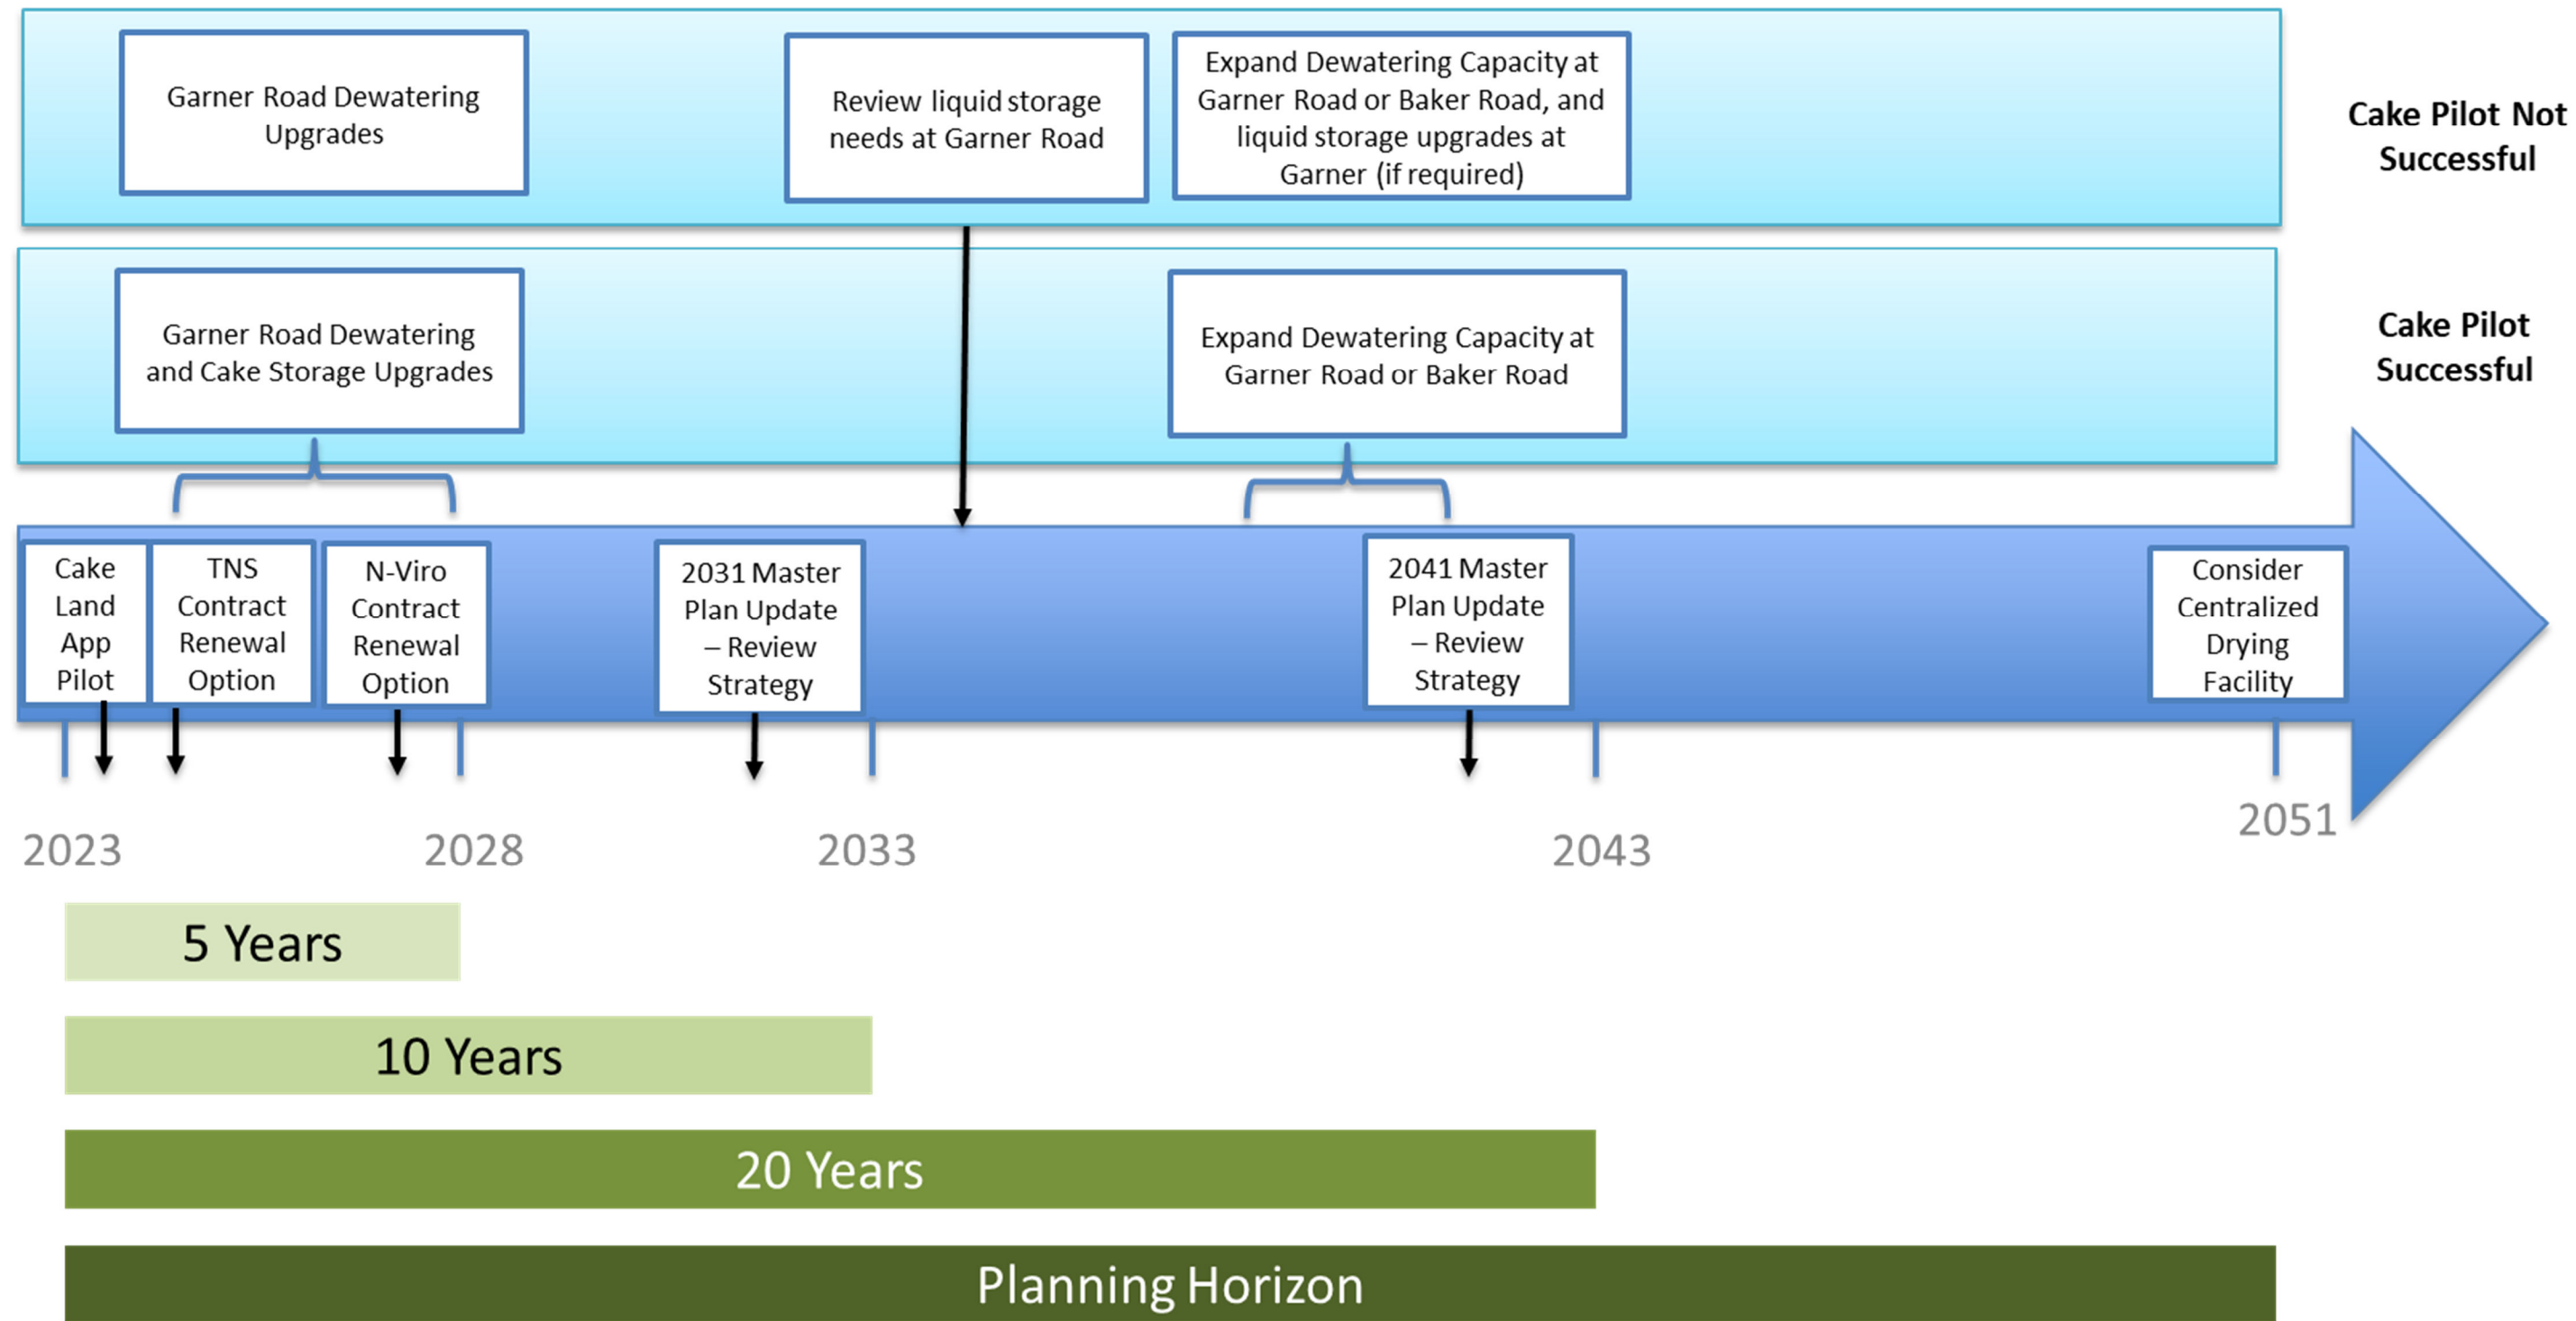 Garner Road Dewatering
Upgrades
Review liquid storage
needs at Garner Road
Expand Dewatering Capacity at
Garner Road or Baker Road, and
liquid storage upgrades at
Garner (if required)
Cake Pilot Not
Successful
Garner Road Dewatering
and Cake Storage Upgrades
Expand Dewatering Capacity at
Garner Road or Baker Road
Cake Pilot
Successful
Cake
Land
App
Pilot
TNS
Contract
Renewal
Option
N-Viro
Contract
Renewal
Option
2031 Master
Plan Update
– Review
Strategy
2041 Master
Plan Update
– Review
Strategy
Consider
Centralized
Drying
Facility
2023
2028
2033
2043
2051
5 Years
10 Years
20 Years
Planning Horizon